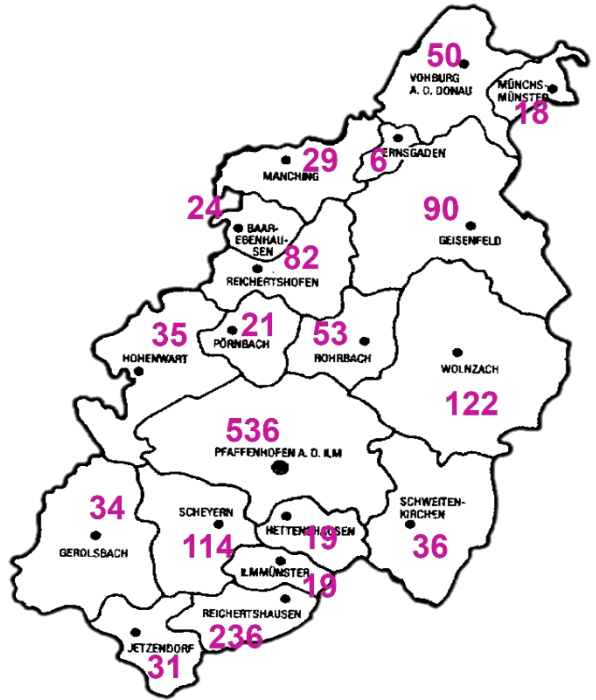 50
VOHBURG
A. D. DONAU
MÜNCHS-
MÜNSTER
18
29
MANCHING
6
ERNSGADEN
24
BAAR-
EBENHAU-
SEN
82
REICHERTSHOFEN
90
GEISENFELD
35
HOHENWART
21
PÖRNBACH
53
ROHRBACH
WOLNZACH
122
536
PFAFFENHOFEN A. D. ILM
34
GEROLSBACH
SCHEYERN
114
HETTENSHAUSEN
19
SCHWEITEN-
KIRCHEN
36
ILMMÜNSTER
19
REICHERTSHAUSEN
236
JETZENDORF
31